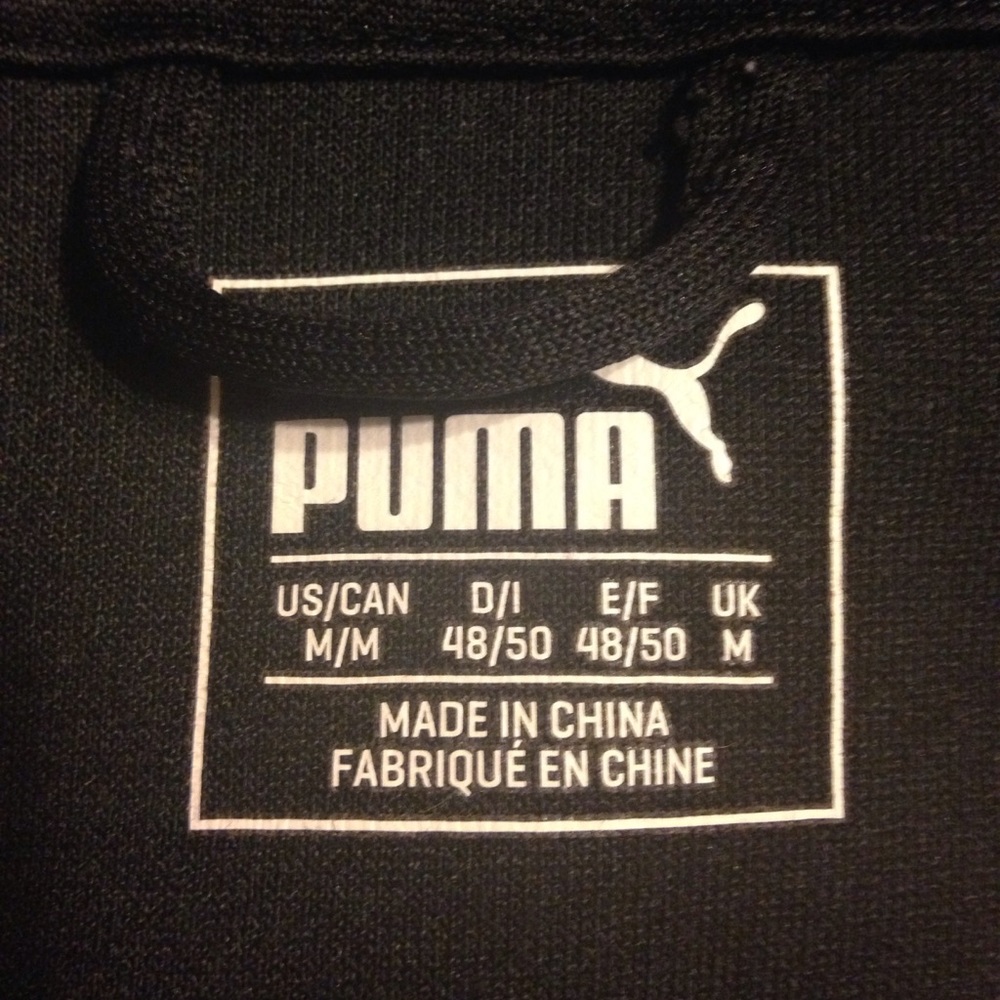 PUMA
US/CAN D/I E/F UK
M/M 48/50 48/50 M
MADE IN CHINA
FABRIQUÉ EN CHINE